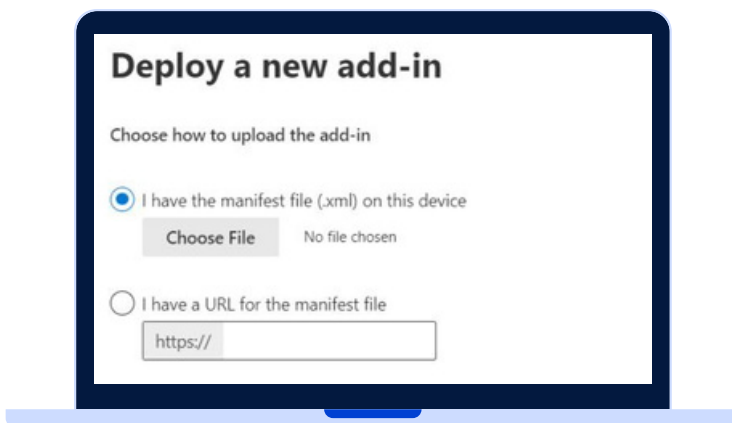 Deploy a new add-in
Choose how to upload the add-in
I have the manifest file (.xml) on this device
Choose File No file chosen
I have a URL for the manifest file
https://